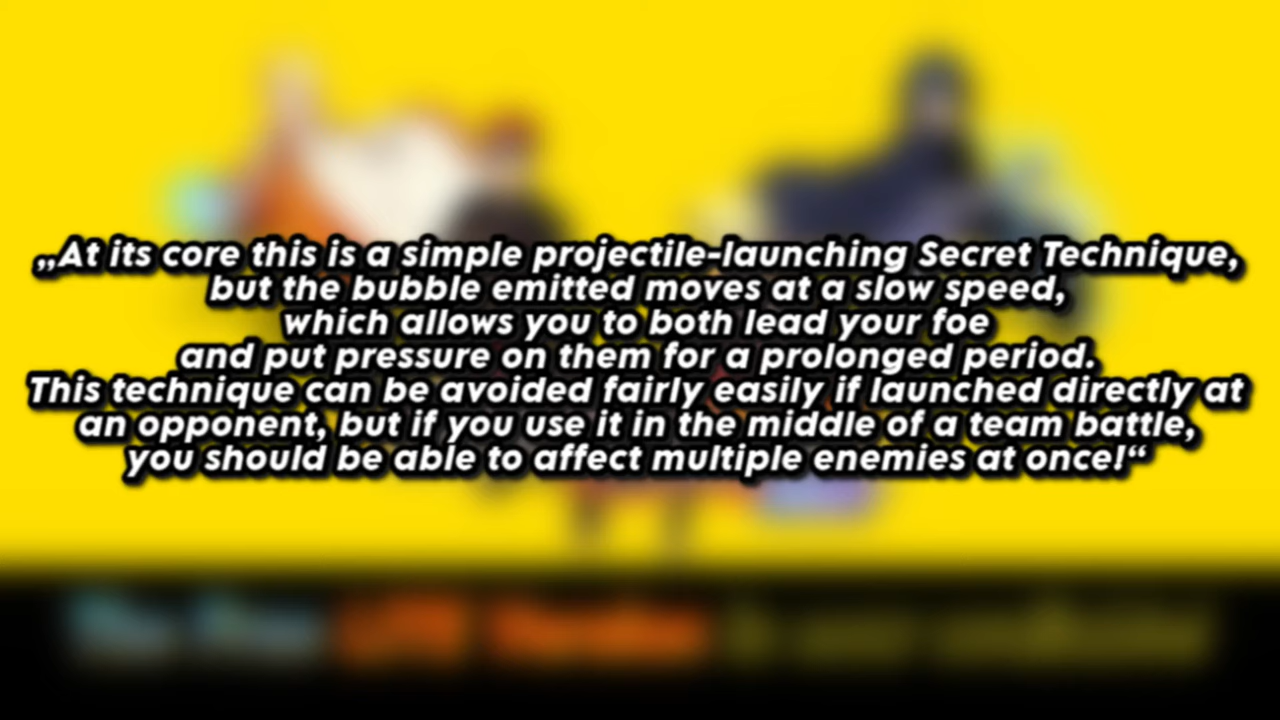 „At its core this is a simple projectile-launching Secret Technique,
but the bubble emitted moves at a slow speed,
which allows you to both lead your foe
and put pressure on them for a prolonged period.
This technique can be avoided fairly easily if launched directly at
an opponent, but if you use it in the middle of a team battle,
you should be able to affect multiple enemies at once!“